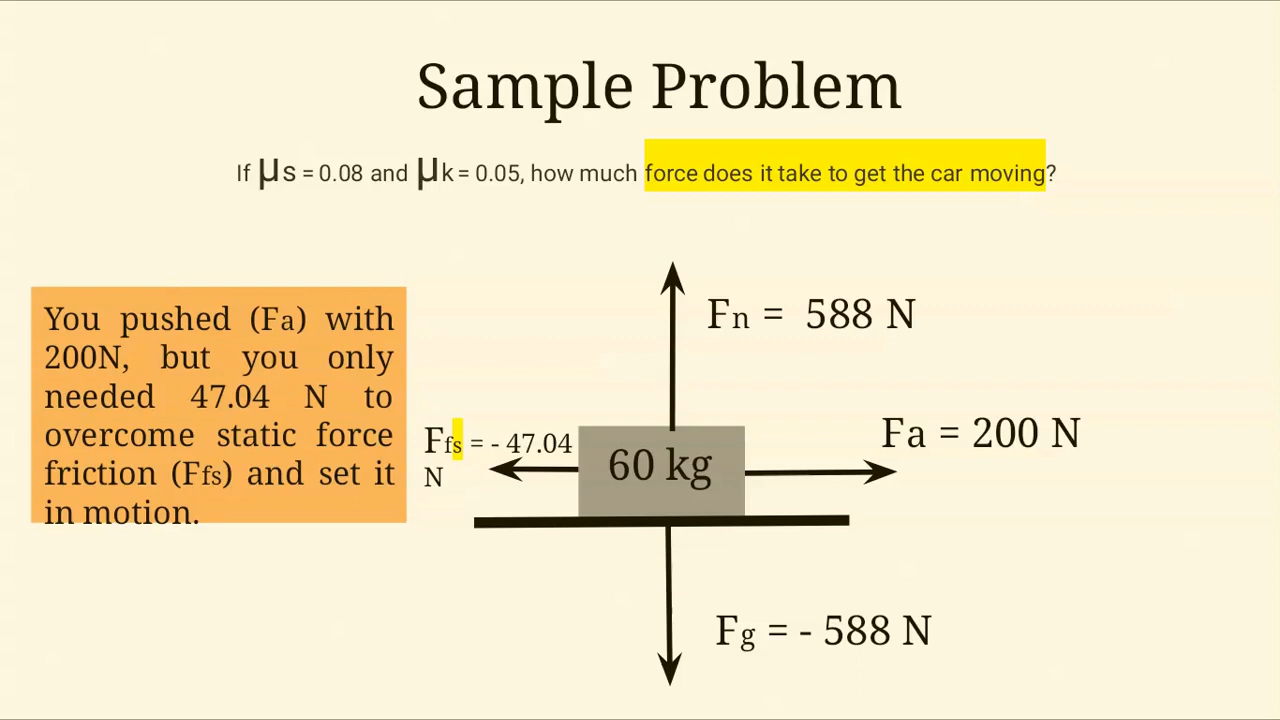 Sample Problem
If μs = 0.08 and μk = 0.05, how much force does it take to get the car moving?
Fn = 588 N
You pushed (Fa) with
200N, but you only
needed 47.04 N to
overcome static force
friction (Ffs) and set it
in motion.
Ffs = - 47.04
N
60 kg
Fa = 200 N
Fg = - 588 N